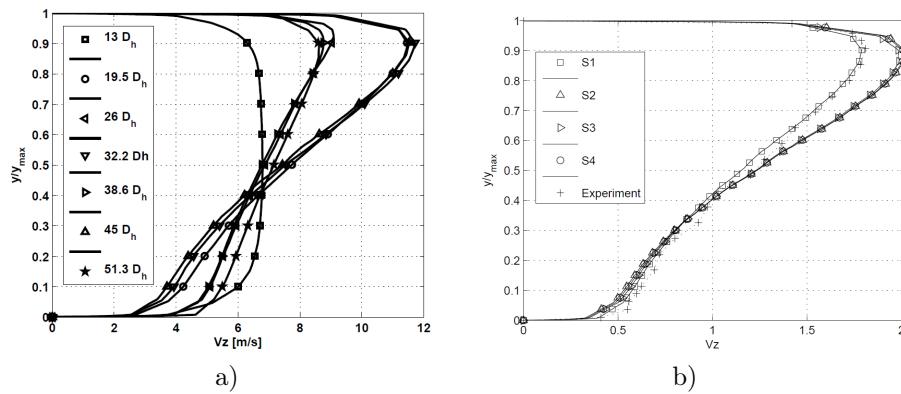 1
0.9
0.8
0.7
0.6
0.5
0.4
0.3
0.2
0.1
0
y/y_max
13 D_h
19.5 D_h
26 D_h
32.2 Dh
38.6 D_h
45 D_h
51.3 D_h
0 2 4 6 8 10 12
Vz [m/s]
a)
1
0.9
0.8
0.7
0.6
0.5
0.4
0.3
0.2
0.1
0
y/y_max
S1
S2
S3
S4
Experiment
0 0.5 1 1.5 2
Vz
b)